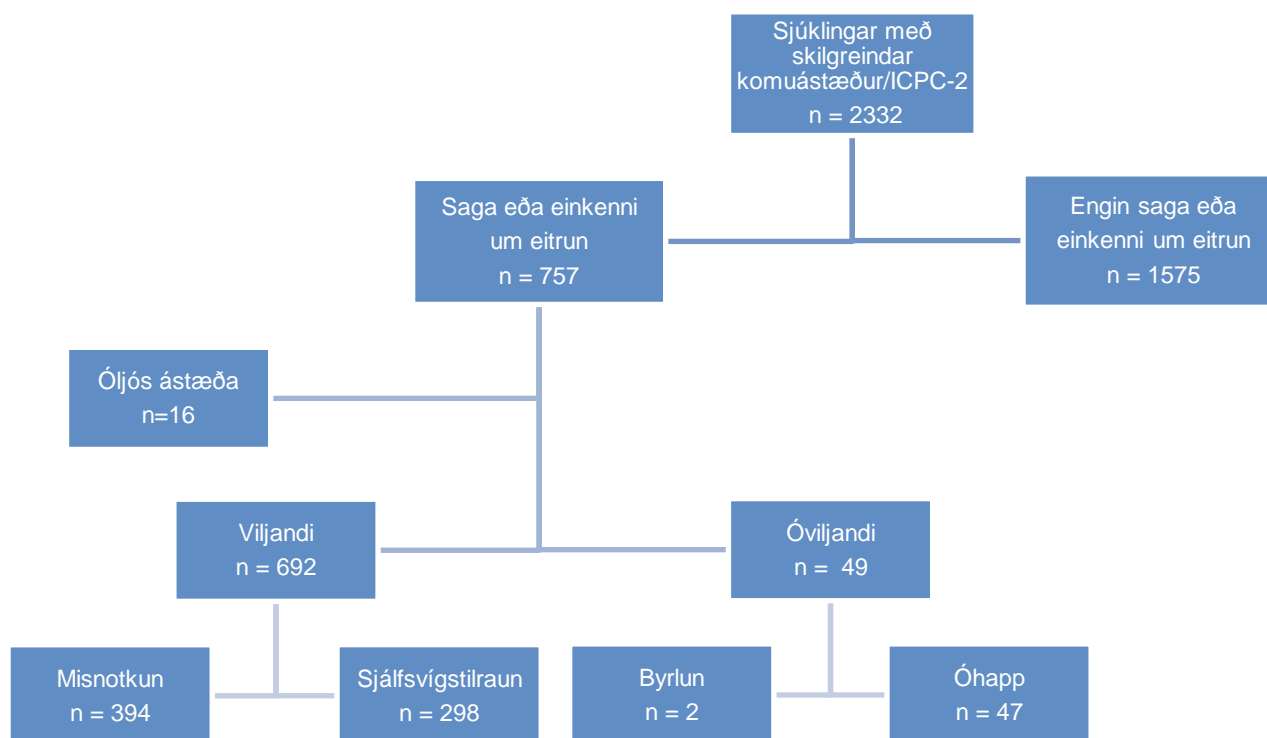 Sjúklingar með
skilgreindar
komuástæður/ICPC-2
n = 2332
Saga eða einkenni
um eitrun
n = 757
Engin saga eða
einkenni um eitrun
n = 1575
Óljós ástæða
n=16
Viljandi
n = 692
Óviljandi
n = 49
Misnotkun
n = 394
Sjálfsvígstilraun
n = 298
Byrlun
n = 2
Óhapp
n = 47